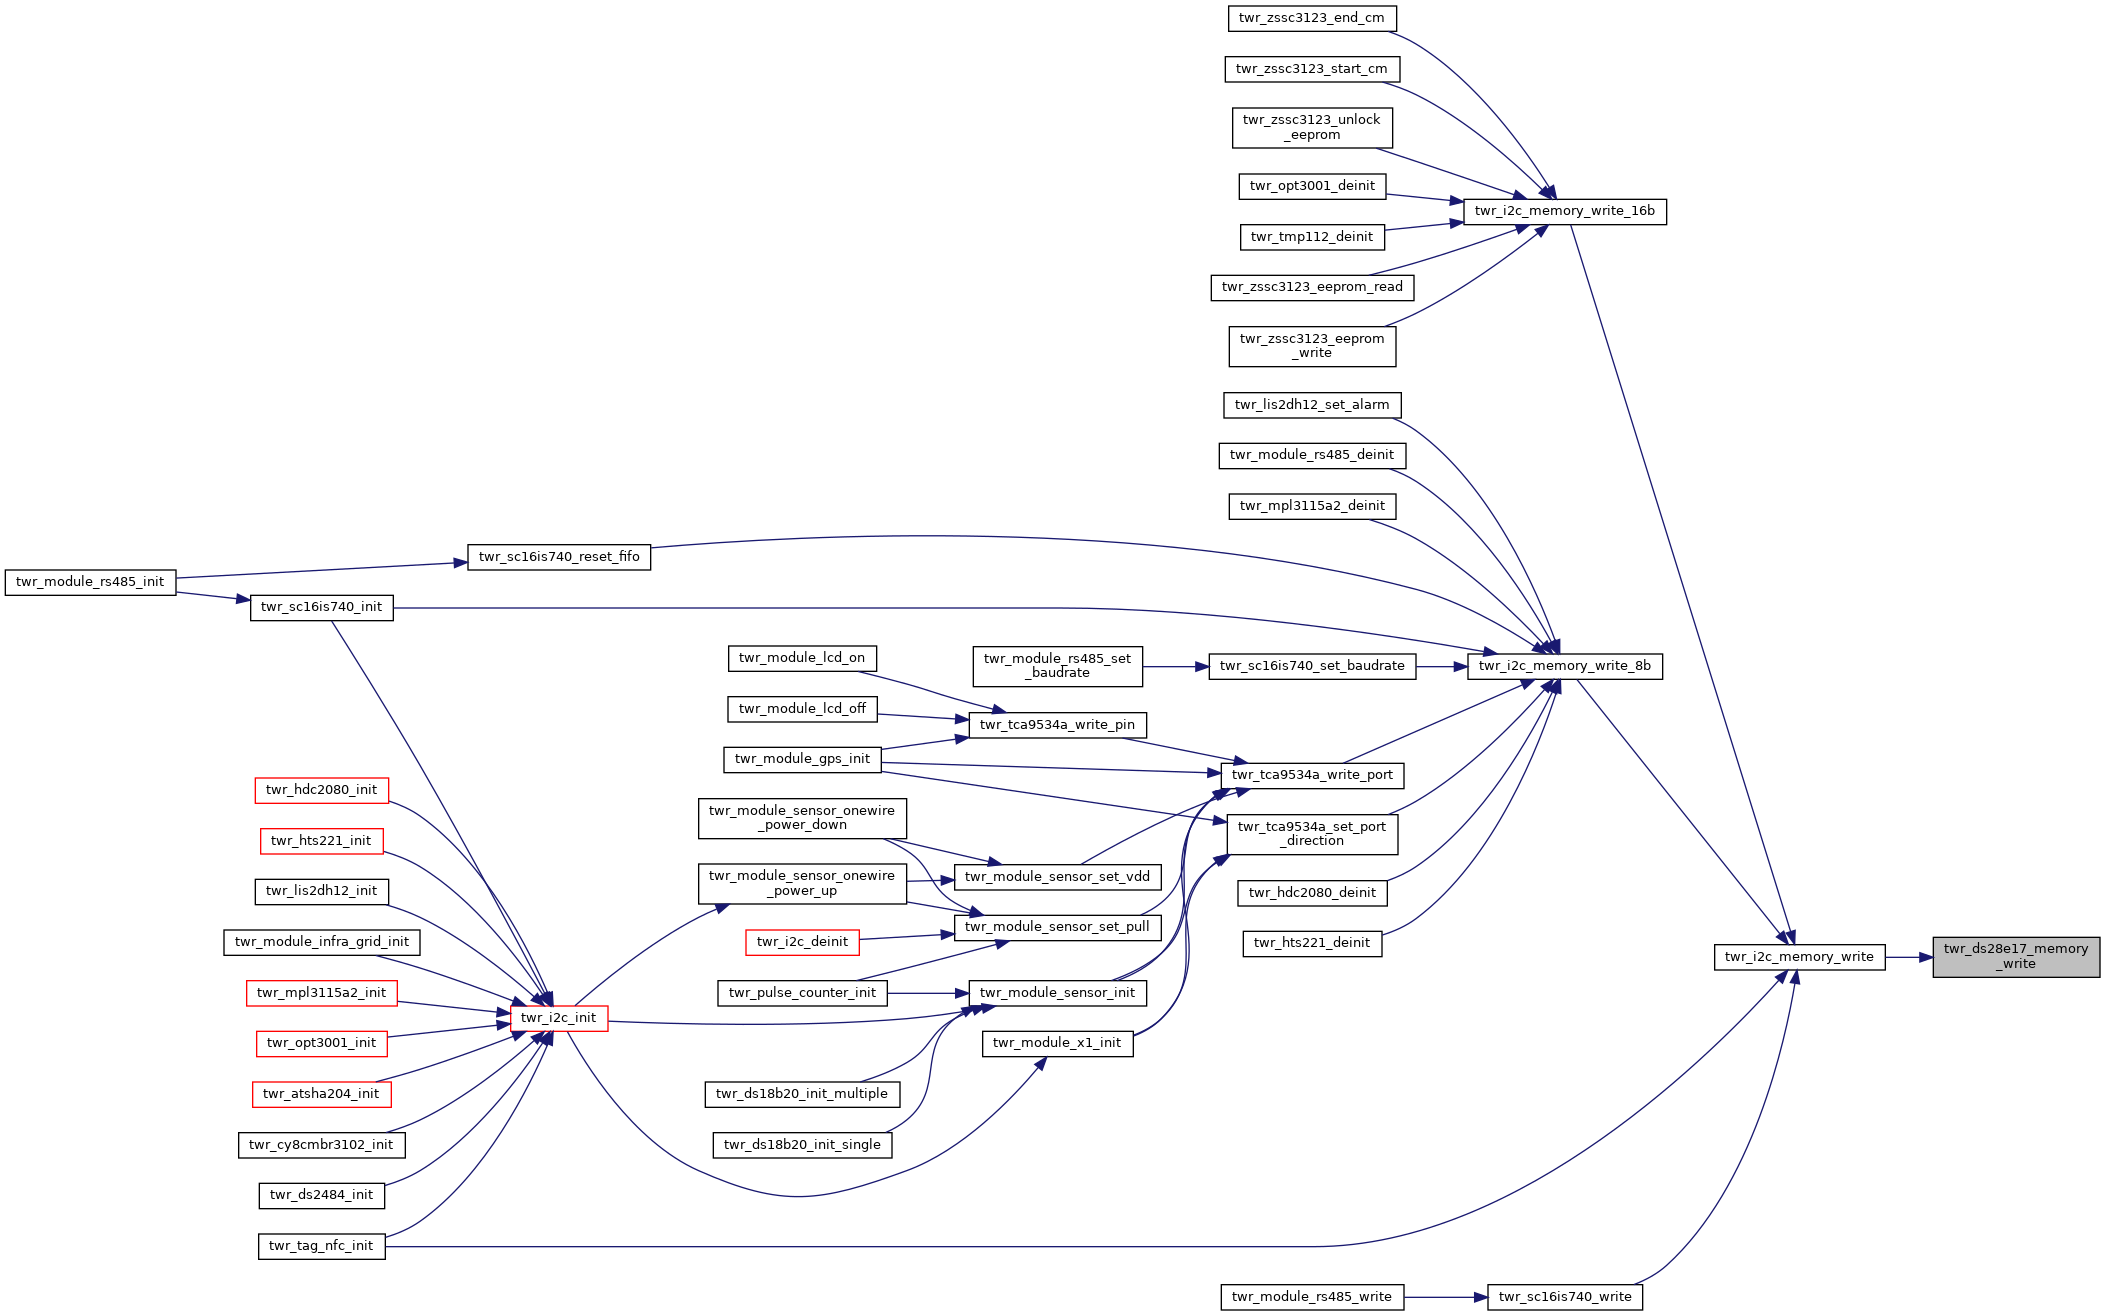 twr_zssc3123_end_cm
twr_zssc3123_start_cm
twr_zssc3123_unlock
_eeprom
twr_opt3001_deinit
twr_i2c_memory_write_16b
twr_tmp112_deinit
twr_zssc3123_eeprom_read
twr_zssc3123_eeprom
_write
twr_lis2dh12_set_alarm
twr_module_rs485_deinit
twr_mpl3115a2_deinit
twr_sc16is740_reset_fifo
twr_module_rs485_init
twr_sc16is740_init
twr_module_lcd_on
twr_module_rs485_set
_baudrate
twr_sc16is740_set_baudrate
twr_i2c_memory_write_8b
twr_module_lcd_off
twr_tca9534a_write_pin
twr_module_gps_init
twr_tca9534a_write_port
twr_hdc2080_init
twr_module_sensor_onewire
_power_down
twr_tca9534a_set_port
_direction
twr_hts221_init
twr_module_sensor_onewire
_power_up
twr_module_sensor_set_vdd
twr_lis2dh12_init
twr_hdc2080_deinit
twr_module_sensor_set_pull
twr_module_infra_grid_init
twr_i2c_deinit
twr_hts221_deinit
twr_i2c_memory_write
twr_ds28e17_memory
_write
twr_mpl3115a2_init
twr_pulse_counter_init
twr_module_sensor_init
twr_i2c_init
twr_opt3001_init
twr_module_x1_init
twr_atsha204_init
twr_ds18b20_init_multiple
twr_cy8cmbr3102_init
twr_ds18b20_init_single
twr_ds2484_init
twr_tag_nfc_init
twr_module_rs485_write
twr_sc16is740_write